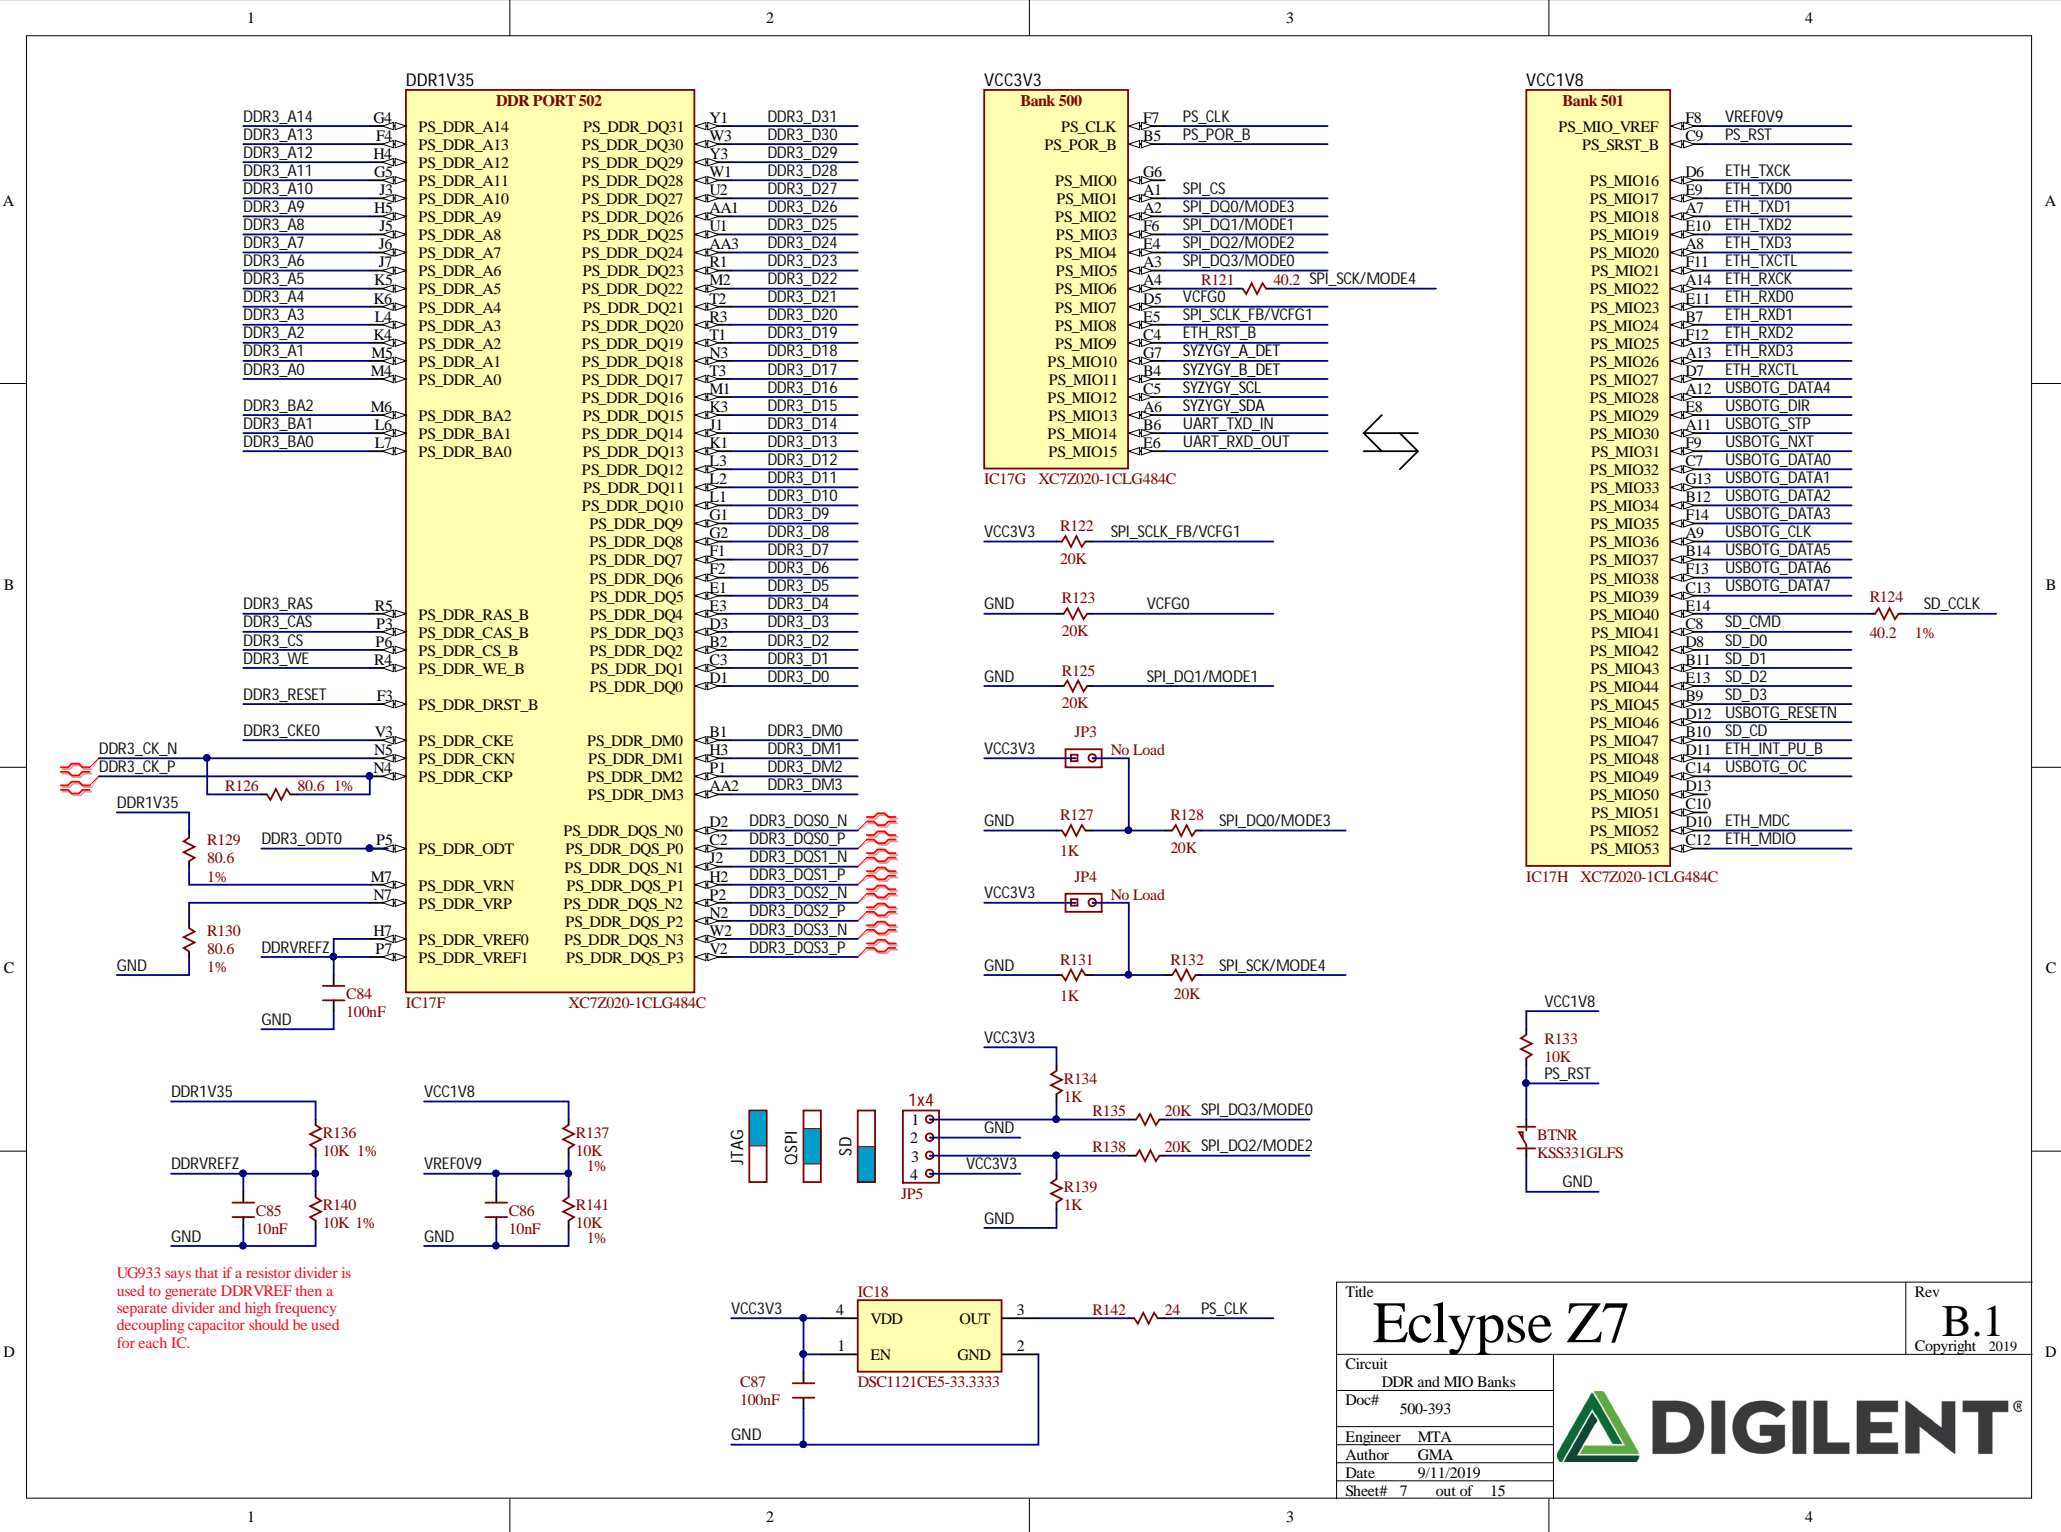 1 2 3 4
A
A
B
B
C
C
D
D
1 2 3 4
DDR1V35
DDR PORT 502
DDR3_A14 G4 PS_DDR_A14 PS_DDR_DQ31 Y1 DDR3_D31
DDR3_A13 F4 PS_DDR_A13 PS_DDR_DQ30 W3 DDR3_D30
DDR3_A12 H4 PS_DDR_A12 PS_DDR_DQ29 Y3 DDR3_D29
DDR3_A11 G5 PS_DDR_A11 PS_DDR_DQ28 W1 DDR3_D28
DDR3_A10 J3 PS_DDR_A10 PS_DDR_DQ27 U2 DDR3_D27
DDR3_A9 H5 PS_DDR_A9 PS_DDR_DQ26 AA1 DDR3_D26
DDR3_A8 J5 PS_DDR_A8 PS_DDR_DQ25 U1 DDR3_D25
DDR3_A7 J6 PS_DDR_A7 PS_DDR_DQ24 AA3 DDR3_D24
DDR3_A6 J7 PS_DDR_A6 PS_DDR_DQ23 R1 DDR3_D23
DDR3_A5 K5 PS_DDR_A5 PS_DDR_DQ22 M2 DDR3_D22
DDR3_A4 K6 PS_DDR_A4 PS_DDR_DQ21 T2 DDR3_D21
DDR3_A3 L4 PS_DDR_A3 PS_DDR_DQ20 R3 DDR3_D20
DDR3_A2 K4 PS_DDR_A2 PS_DDR_DQ19 T1 DDR3_D19
DDR3_A1 M5 PS_DDR_A1 PS_DDR_DQ18 N3 DDR3_D18
DDR3_A0 M4 PS_DDR_A0 PS_DDR_DQ17 T3 DDR3_D17
PS_DDR_DQ16 M1 DDR3_D16
DDR3_BA2 M6 PS_DDR_BA2 PS_DDR_DQ15 K3 DDR3_D15
DDR3_BA1 L6 PS_DDR_BA1 PS_DDR_DQ14 J1 DDR3_D14
DDR3_BA0 L7 PS_DDR_BA0 PS_DDR_DQ13 K1 DDR3_D13
PS_DDR_DQ12 L3 DDR3_D12
PS_DDR_DQ11 L2 DDR3_D11
PS_DDR_DQ10 L1 DDR3_D10
PS_DDR_DQ9 G1 DDR3_D9
PS_DDR_DQ8 G2 DDR3_D8
PS_DDR_DQ7 F1 DDR3_D7
PS_DDR_DQ6 F2 DDR3_D6
PS_DDR_DQ5 E1 DDR3_D5
DDR3_RAS R5 PS_DDR_RAS_B PS_DDR_DQ4 E3 DDR3_D4
DDR3_CAS P3 PS_DDR_CAS_B PS_DDR_DQ3 D3 DDR3_D3
DDR3_CS P6 PS_DDR_CS_B PS_DDR_DQ2 B2 DDR3_D2
DDR3_WE R4 PS_DDR_WE_B PS_DDR_DQ1 C3 DDR3_D1
PS_DDR_DQ0 D1 DDR3_D0
DDR3_RESET F3 PS_DDR_DRST_B
DDR3_CKE0 V3 PS_DDR_CKE PS_DDR_DM0 B1 DDR3_DM0
DDR3_CK_N N5 PS_DDR_CKN PS_DDR_DM1 H3 DDR3_DM1
DDR3_CK_P N4 PS_DDR_CKP PS_DDR_DM2 P1 DDR3_DM2
R126 80.6 1% PS_DDR_DM3 AA2 DDR3_DM3
DDR1V35
PS_DDR_DQS_N0 D2 DDR3_DQS0_N
R129 80.6 1%
DDR3_ODT0 P5 PS_DDR_ODT PS_DDR_DQS_P0 C2 DDR3_DQS0_P
PS_DDR_DQS_N1 J2 DDR3_DQS1_N
M7 PS_DDR_VRN PS_DDR_DQS_P1 H2 DDR3_DQS1_P
N7 PS_DDR_VRP PS_DDR_DQS_N2 P2 DDR3_DQS2_N
PS_DDR_DQS_P2 N2 DDR3_DQS2_P
R130 80.6 1%
GND
H7 PS_DDR_VREF0 PS_DDR_DQS_N3 W2 DDR3_DQS3_N
DDRVREFZ P7 PS_DDR_VREF1 PS_DDR_DQS_P3 V2 DDR3_DQS3_P
C84
100nF
GND
IC17F XC7Z020-1CLG484C
VCC3V3
Bank 500
PS_CLK F7 PS_CLK
PS_POR_B B5 PS_POR_B
PS_MIO0 G6
PS_MIO1 A1 SPI_CS
PS_MIO2 A2 SPI_DQ0/MODE3
PS_MIO3 F6 SPI_DQ1/MODE1
PS_MIO4 E4 SPI_DQ2/MODE2
PS_MIO5 A3 SPI_DQ3/MODE0
PS_MIO6 A4 R121 40.2 SPI_SCK/MODE4
PS_MIO7 D5 VCFG0
PS_MIO8 E5 SPI_SCLK_FB/VCFG1
PS_MIO9 C4 ETH_RST_B
PS_MIO10 G7 SYZYGY_A_DET
PS_MIO11 B4 SYZYGY_B_DET
PS_MIO12 C5 SYZYGY_SCL
PS_MIO13 A6 SYZYGY_SDA
PS_MIO14 B6 UART_TXD_IN
PS_MIO15 E6 UART_RXD_OUT
IC17G XC7Z020-1CLG484C
VCC3V3 R122 SPI_SCLK_FB/VCFG1
20K
GND R123 VCFG0
20K
GND R125 SPI_DQ1/MODE1
20K
JP3
VCC3V3 No Load
GND R127 R128 SPI_DQ0/MODE3
1K 20K
JP4
VCC3V3 No Load
GND R131 R132 SPI_SCK/MODE4
1K 20K
VCC1V8
Bank 501
PS_MIO_VREF F8 VREF0V9
PS_SRST_B C9 PS_RST
PS_MIO16 D6 ETH_TXCK
PS_MIO17 E9 ETH_TXD0
PS_MIO18 A7 ETH_TXD1
PS_MIO19 E10 ETH_TXD2
PS_MIO20 A8 ETH_TXD3
PS_MIO21 F11 ETH_TXCTL
PS_MIO22 A14 ETH_RXCK
PS_MIO23 E11 ETH_RXD0
PS_MIO24 B7 ETH_RXD1
PS_MIO25 F12 ETH_RXD2
PS_MIO26 A13 ETH_RXD3
PS_MIO27 D7 ETH_RXCTL
PS_MIO28 A12 USBOTG_DATA4
PS_MIO29 E8 USBOTG_DIR
PS_MIO30 A11 USBOTG_STP
PS_MIO31 F9 USBOTG_NXT
PS_MIO32 C7 USBOTG_DATA0
PS_MIO33 G13 USBOTG_DATA1
PS_MIO34 B12 USBOTG_DATA2
PS_MIO35 F14 USBOTG_DATA3
PS_MIO36 A9 USBOTG_CLK
PS_MIO37 B14 USBOTG_DATA5
PS_MIO38 F13 USBOTG_DATA6
PS_MIO39 C13 USBOTG_DATA7
PS_MIO40 E14 R124 SD_CCLK
40.2 1%
PS_MIO41 C8 SD_CMD
PS_MIO42 D8 SD_D0
PS_MIO43 B11 SD_D1
PS_MIO44 E13 SD_D2
PS_MIO45 B9 SD_D3
PS_MIO46 D12 USBOTG_RESETN
PS_MIO47 B10 SD_CD
PS_MIO48 D11 ETH_INT_PU_B
PS_MIO49 C14 USBOTG_OC
PS_MIO50 D13
PS_MIO51 C10
PS_MIO52 D10 ETH_MDC
PS_MIO53 C12 ETH_MDIO
IC17H XC7Z020-1CLG484C
VCC1V8
R133
10K
PS_RST
BTNR
KSS331GLFS
GND
DDR1V35
R136
10K 1%
DDRVREFZ
C85
10nF
R140
10K 1%
GND
VCC1V8
R137
10K
1%
VREF0V9
C86
10nF
R141
10K
1%
GND
UG933 says that if a resistor divider is
used to generate DDRVREF then a
separate divider and high frequency
decoupling capacitor should be used
for each IC.
JTAG
QSPI
SD
VCC3V3
R134
1K
1x4
1 R135 20K SPI_DQ3/MODE0
2 GND
3 R138 20K SPI_DQ2/MODE2
4 VCC3V3
JP5
R139
1K
GND
IC18
VCC3V3 4 VDD OUT 3 R142 24 PS_CLK
1 EN GND 2
DSC1121CE5-33.3333
C87
100nF
GND
Title
Eclypse Z7
Rev
B.1
Copyright 2019
Circuit
DDR and MIO Banks
Doc# 500-393
Engineer MTA
Author GMA
Date 9/11/2019
Sheet# 7 out of 15
DIGILENT®